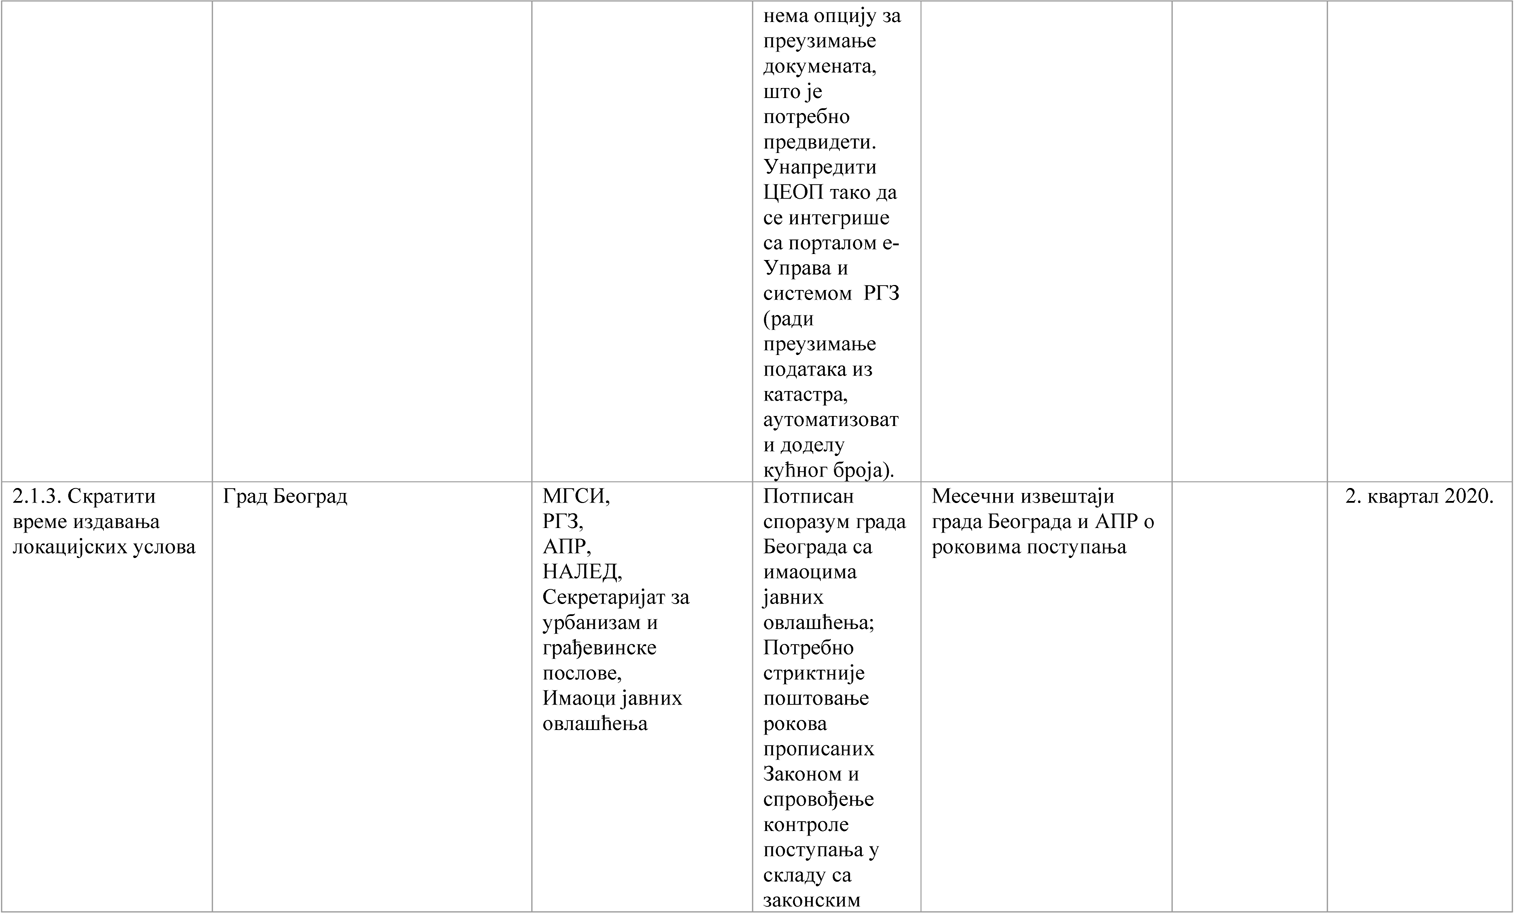 нема опцију за
преузимање
докумената,
што је
потребно
предвидети.
Унапредити
ЦЕОП тако да
се интегрише
са порталом е-
Управа и
системом РГЗ
(ради
преузимање
података из
катастра,
аутоматизоват
и доделу
кућног броја).
2.1.3. Скратити
време издавања
локацијских услова
Град Београд
МГСИ,
РГЗ,
АПР,
НАЛЕД,
Секретаријат за
урбанизам и
грађевинске
послове,
Имаоци јавних
овлашћења
Потписан
споразум града
Београда са
имаоцима
јавних
овлашћења;
Потребно
стриктније
поштовање
рокова
прописаних
Законом и
спровођење
контроле
поступања у
складу са
законским
Месечни извештаји
града Београда и АПР о
роковима поступања
2. квартал 2020.